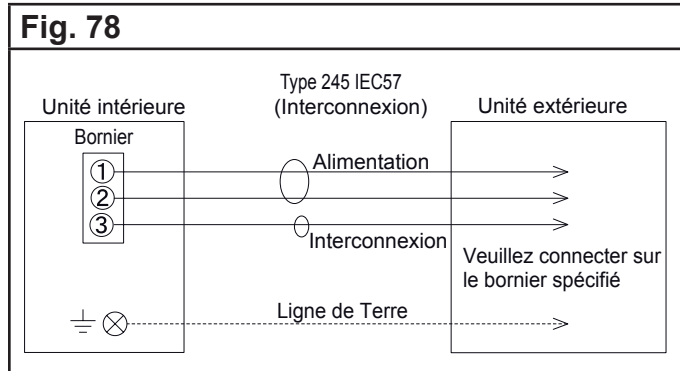 Fig. 78
Type 245 IEC57
(Interconnexion)
Unité intérieure
Unité extérieure
Bornier
①
Alimentation
②
③
Interconnexion
Veuillez connecter sur
le bornier spécifié
Ligne de Terre